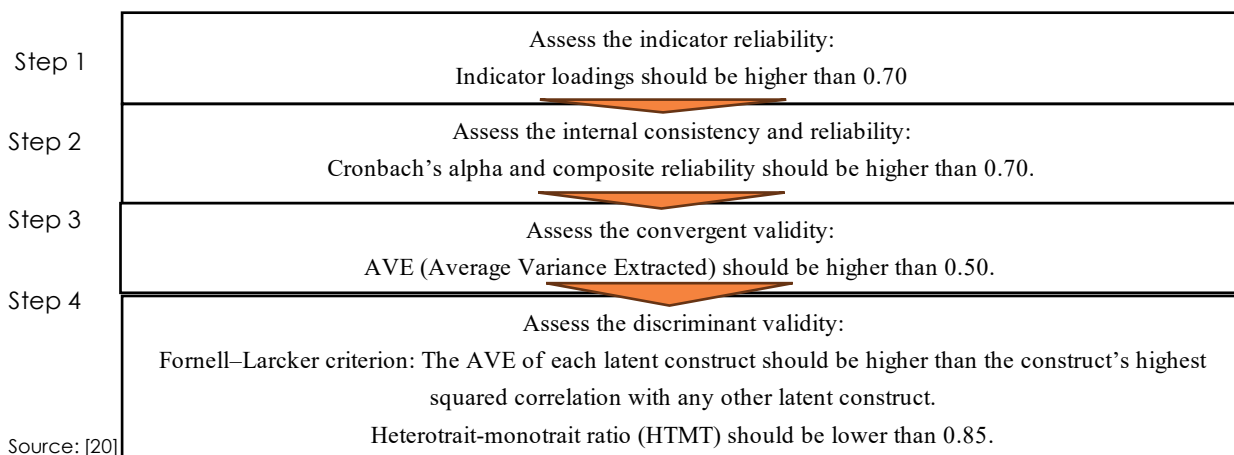 Step 1
Assess the indicator reliability:
Indicator loadings should be higher than 0.70
Step 2
Assess the internal consistency and reliability:
Cronbach’s alpha and composite reliability should be higher than 0.70.
Step 3
Assess the convergent validity:
AVE (Average Variance Extracted) should be higher than 0.50.
Step 4
Assess the discriminant validity:
Fornell–Larcker criterion: The AVE of each latent construct should be higher than the construct’s highest
squared correlation with any other latent construct.
Heterotrait-monotrait ratio (HTMT) should be lower than 0.85.
Source: [20]